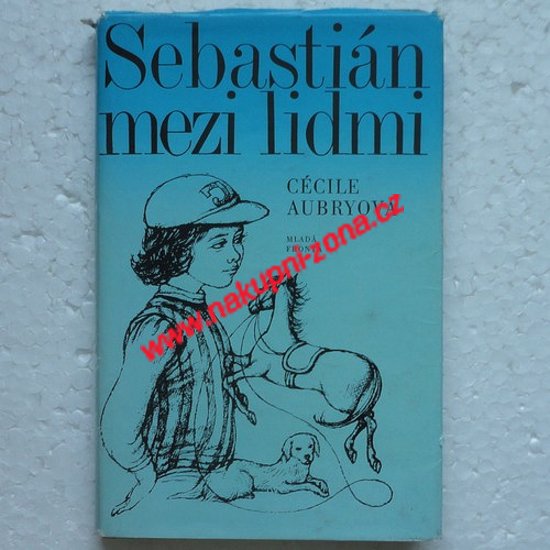 Sebastián
mezi lidmi
CÉCILE
AUBRYOVÁ
MLADÁ
FRONTA
www.nakupni-zona.cz